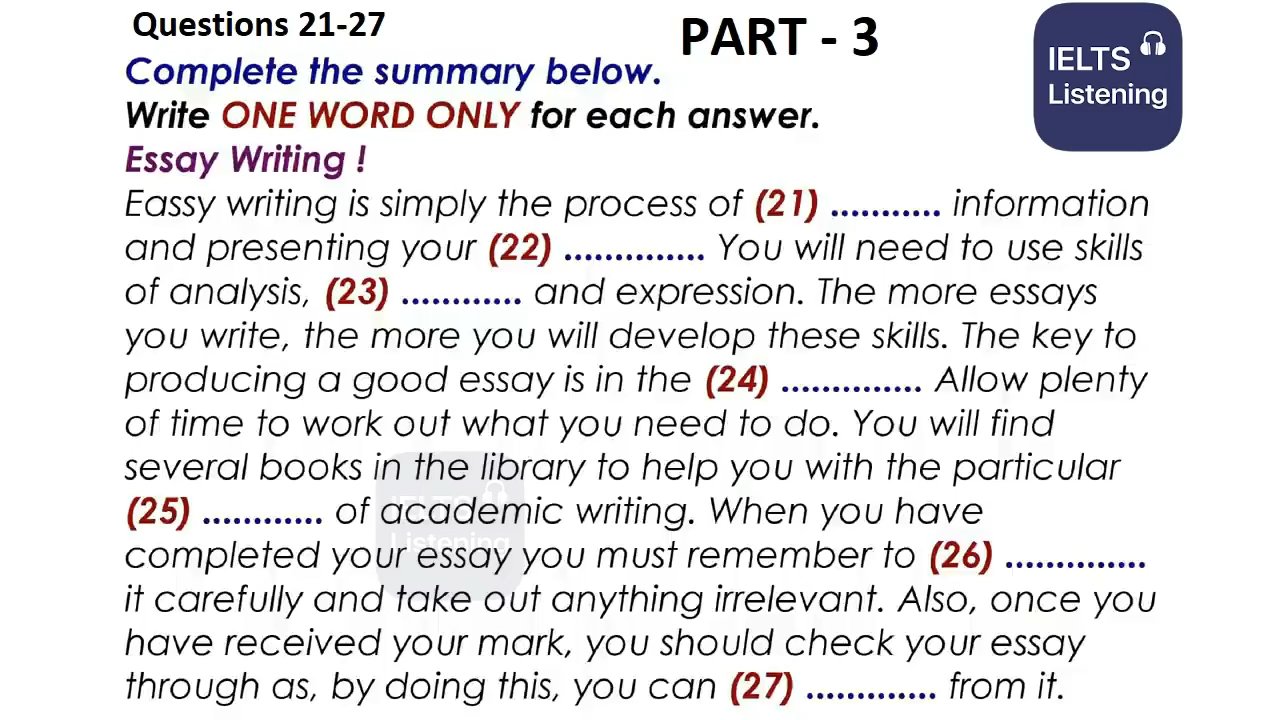 Questions 21-27
PART - 3
IELTS
Listening
Complete the summary below.
Write ONE WORD ONLY for each answer.
Essay Writing !
Eassy writing is simply the process of (21) ........... information
and presenting your (22) .............. You will need to use skills
of analysis, (23) ............ and expression. The more essays
you write, the more you will develop these skills. The key to
producing a good essay is in the (24) .............. Allow plenty
of time to work out what you need to do. You will find
several books in the library to help you with the particular
(25) ............ of academic writing. When you have
completed your essay you must remember to (26) ..............
it carefully and take out anything irrelevant. Also, once you
have received your mark, you should check your essay
through as, by doing this, you can (27) ............. from it.
IELTS
Listening